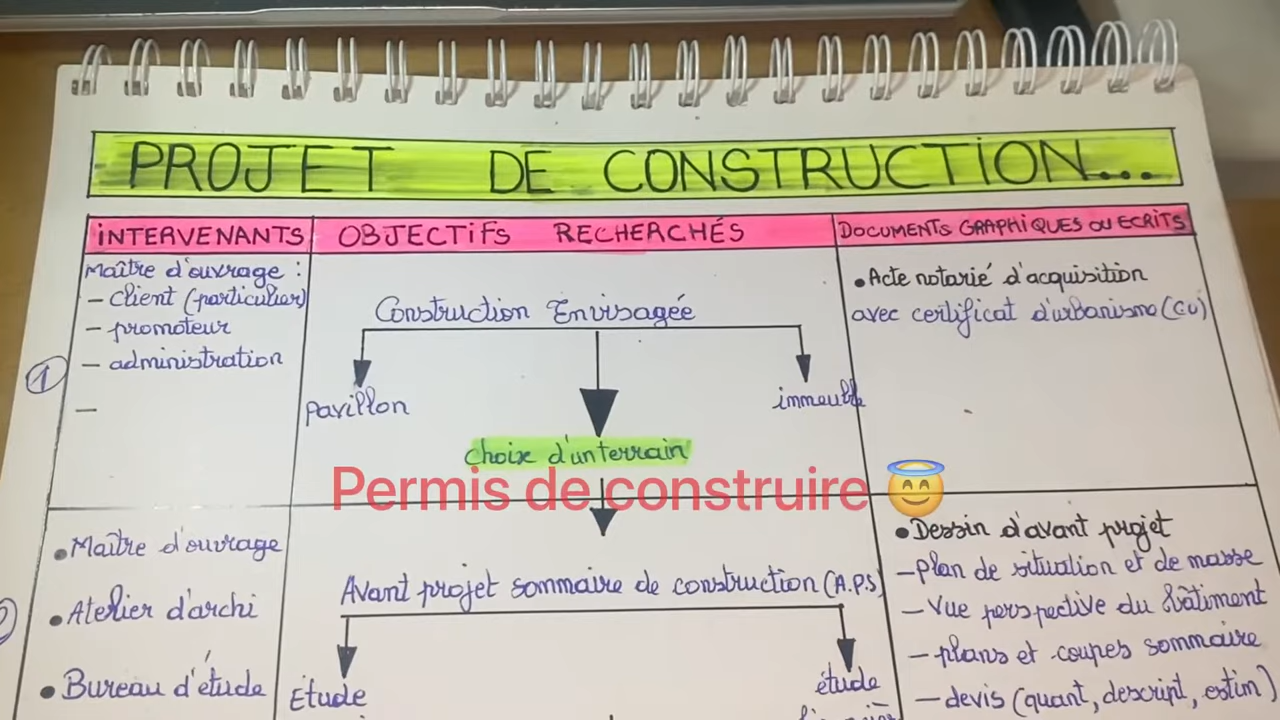 PROJET DE CONSTRUCTION...
INTERVENANTS
OBJECTIFS RECHERCHÉS
DOCUMENTS GRAPHIQUES OU ECRITS
Maître d'ouvrage :
- client (particulier)
- promoteur
- administration
-
1
Construction Envisagée
pavillon
immeuble
choix d'un terrain
• Acte notarié d'acquisition
avec certificat d'urbanisme (CU)
Permis de construire 😇
• Maître d'ouvrage
• Atelier d'archi
• Bureau d'étude
Avant projet sommaire de construction (A.P.S)
Etude
étude
• Dessin d'avant projet
- plan de situation et de masse
- Vue perspective du bâtiment
- plans et coupes sommaire
- devis (quant, descript, estim)